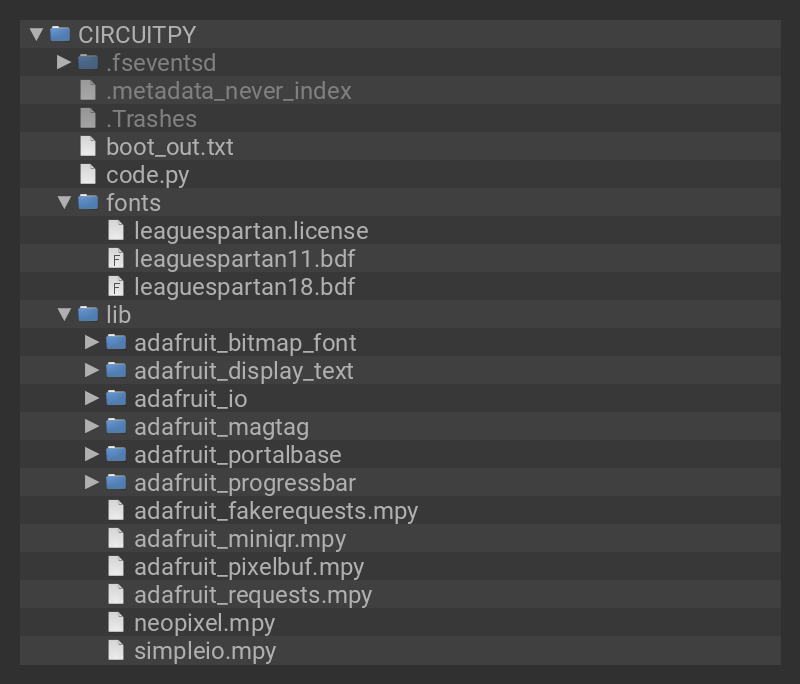 CIRCUITPY
.fseventsd
.metadata_never_index
.Trashes
boot_out.txt
code.py
fonts
leaguespartan.license
leaguespartan11.bdf
leaguespartan18.bdf
lib
adafruit_bitmap_font
adafruit_display_text
adafruit_io
adafruit_magtag
adafruit_portalbase
adafruit_progressbar
adafruit_fakerequests.mpy
adafruit_miniqr.mpy
adafruit_pixelbuf.mpy
adafruit_requests.mpy
neopixel.mpy
simpleio.mpy